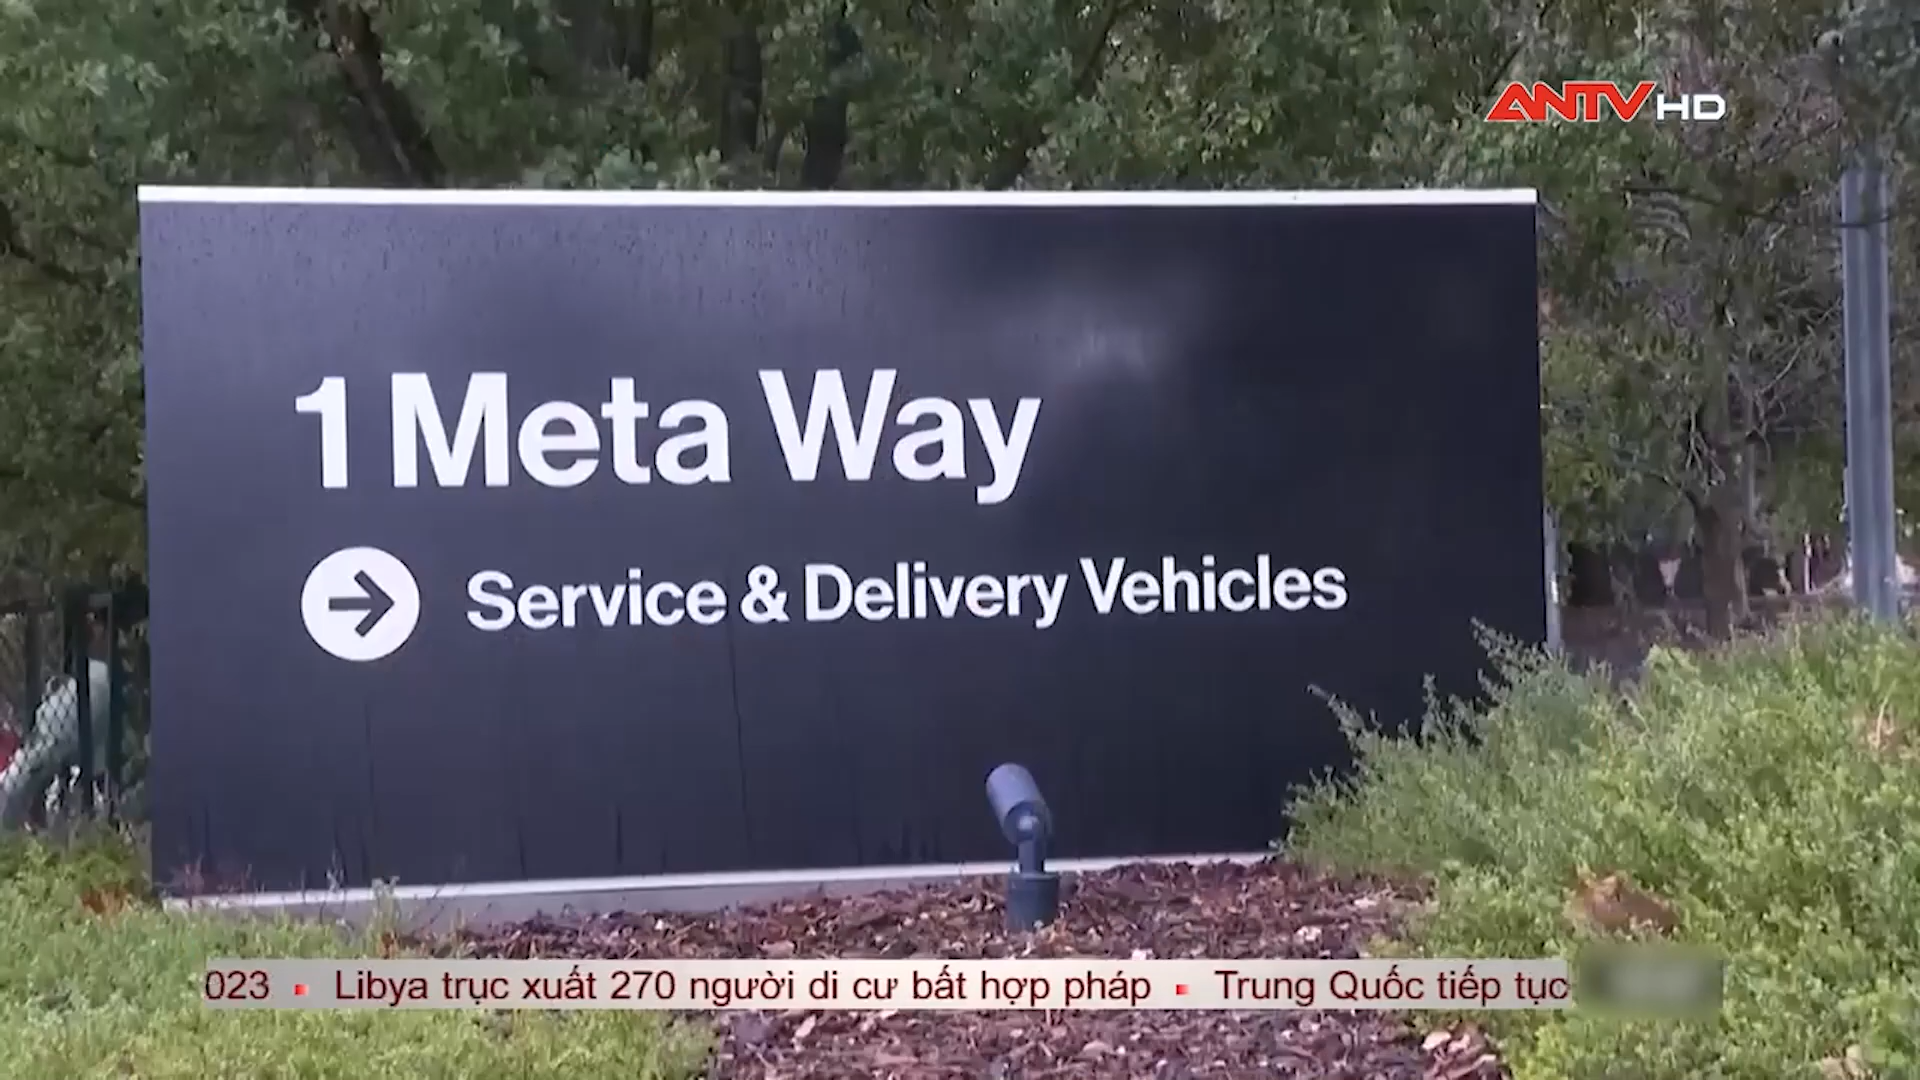 ANTV HD
1 Meta Way
Service & Delivery Vehicles
023 ▪ Libya trục xuất 270 người di cư bất hợp pháp ▪ Trung Quốc tiếp tục